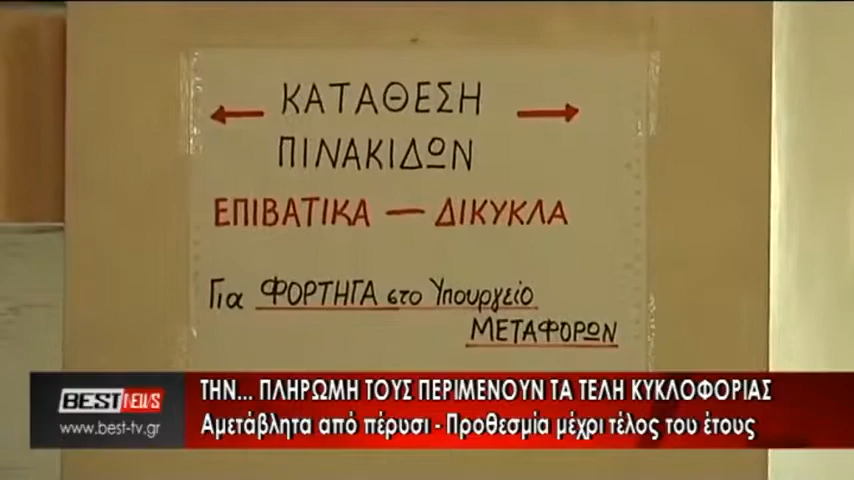 ΚΑΤΑΘΕΣΗ
ΠΙΝΑΚΙΔΩΝ
ΕΠΙΒΑΤΙΚΑ — ΔΙΚΥΚΛΑ
Για ΦΟΡΤΗΓΑ στο Υπουργείο
ΜΕΤΑΦΟΡΩΝ
BEST NEWS
www.best-tv.gr
ΤΗΝ... ΠΛΗΡΩΜΗ ΤΟΥΣ ΠΕΡΙΜΕΝΟΥΝ ΤΑ ΤΕΛΗ ΚΥΚΛΟΦΟΡΙΑΣ
Αμετάβλητα από πέρυσι - Προθεσμία μέχρι τέλος του έτους